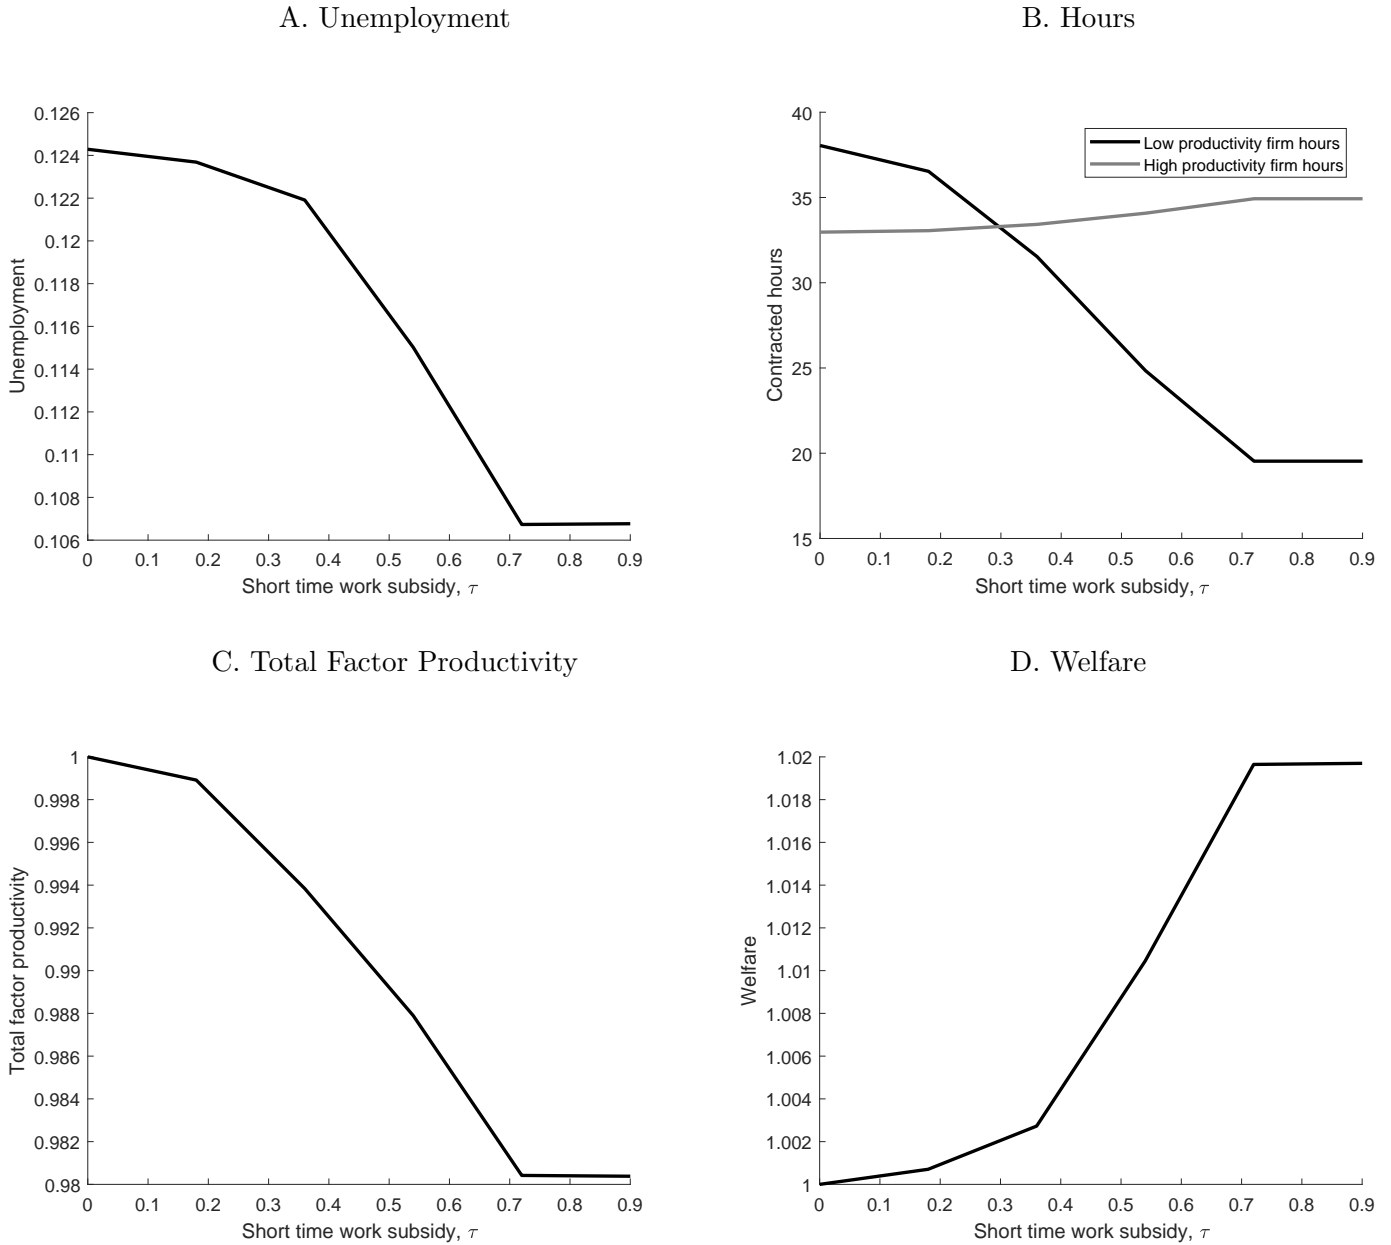 A. Unemployment
0.126
0.124
0.122
0.12
0.118
0.116
0.114
0.112
0.11
0.108
0.106
Unemployment
0 0.1 0.2 0.3 0.4 0.5 0.6 0.7 0.8 0.9
Short time work subsidy, τ
B. Hours
40
35
30
25
20
15
Contracted hours
Low productivity firm hours
High productivity firm hours
0 0.1 0.2 0.3 0.4 0.5 0.6 0.7 0.8 0.9
Short time work subsidy, τ
C. Total Factor Productivity
1
0.998
0.996
0.994
0.992
0.99
0.988
0.986
0.984
0.982
0.98
Total factor productivity
0 0.1 0.2 0.3 0.4 0.5 0.6 0.7 0.8 0.9
Short time work subsidy, τ
D. Welfare
1.02
1.018
1.016
1.014
1.012
1.01
1.008
1.006
1.004
1.002
1
Welfare
0 0.1 0.2 0.3 0.4 0.5 0.6 0.7 0.8 0.9
Short time work subsidy, τ